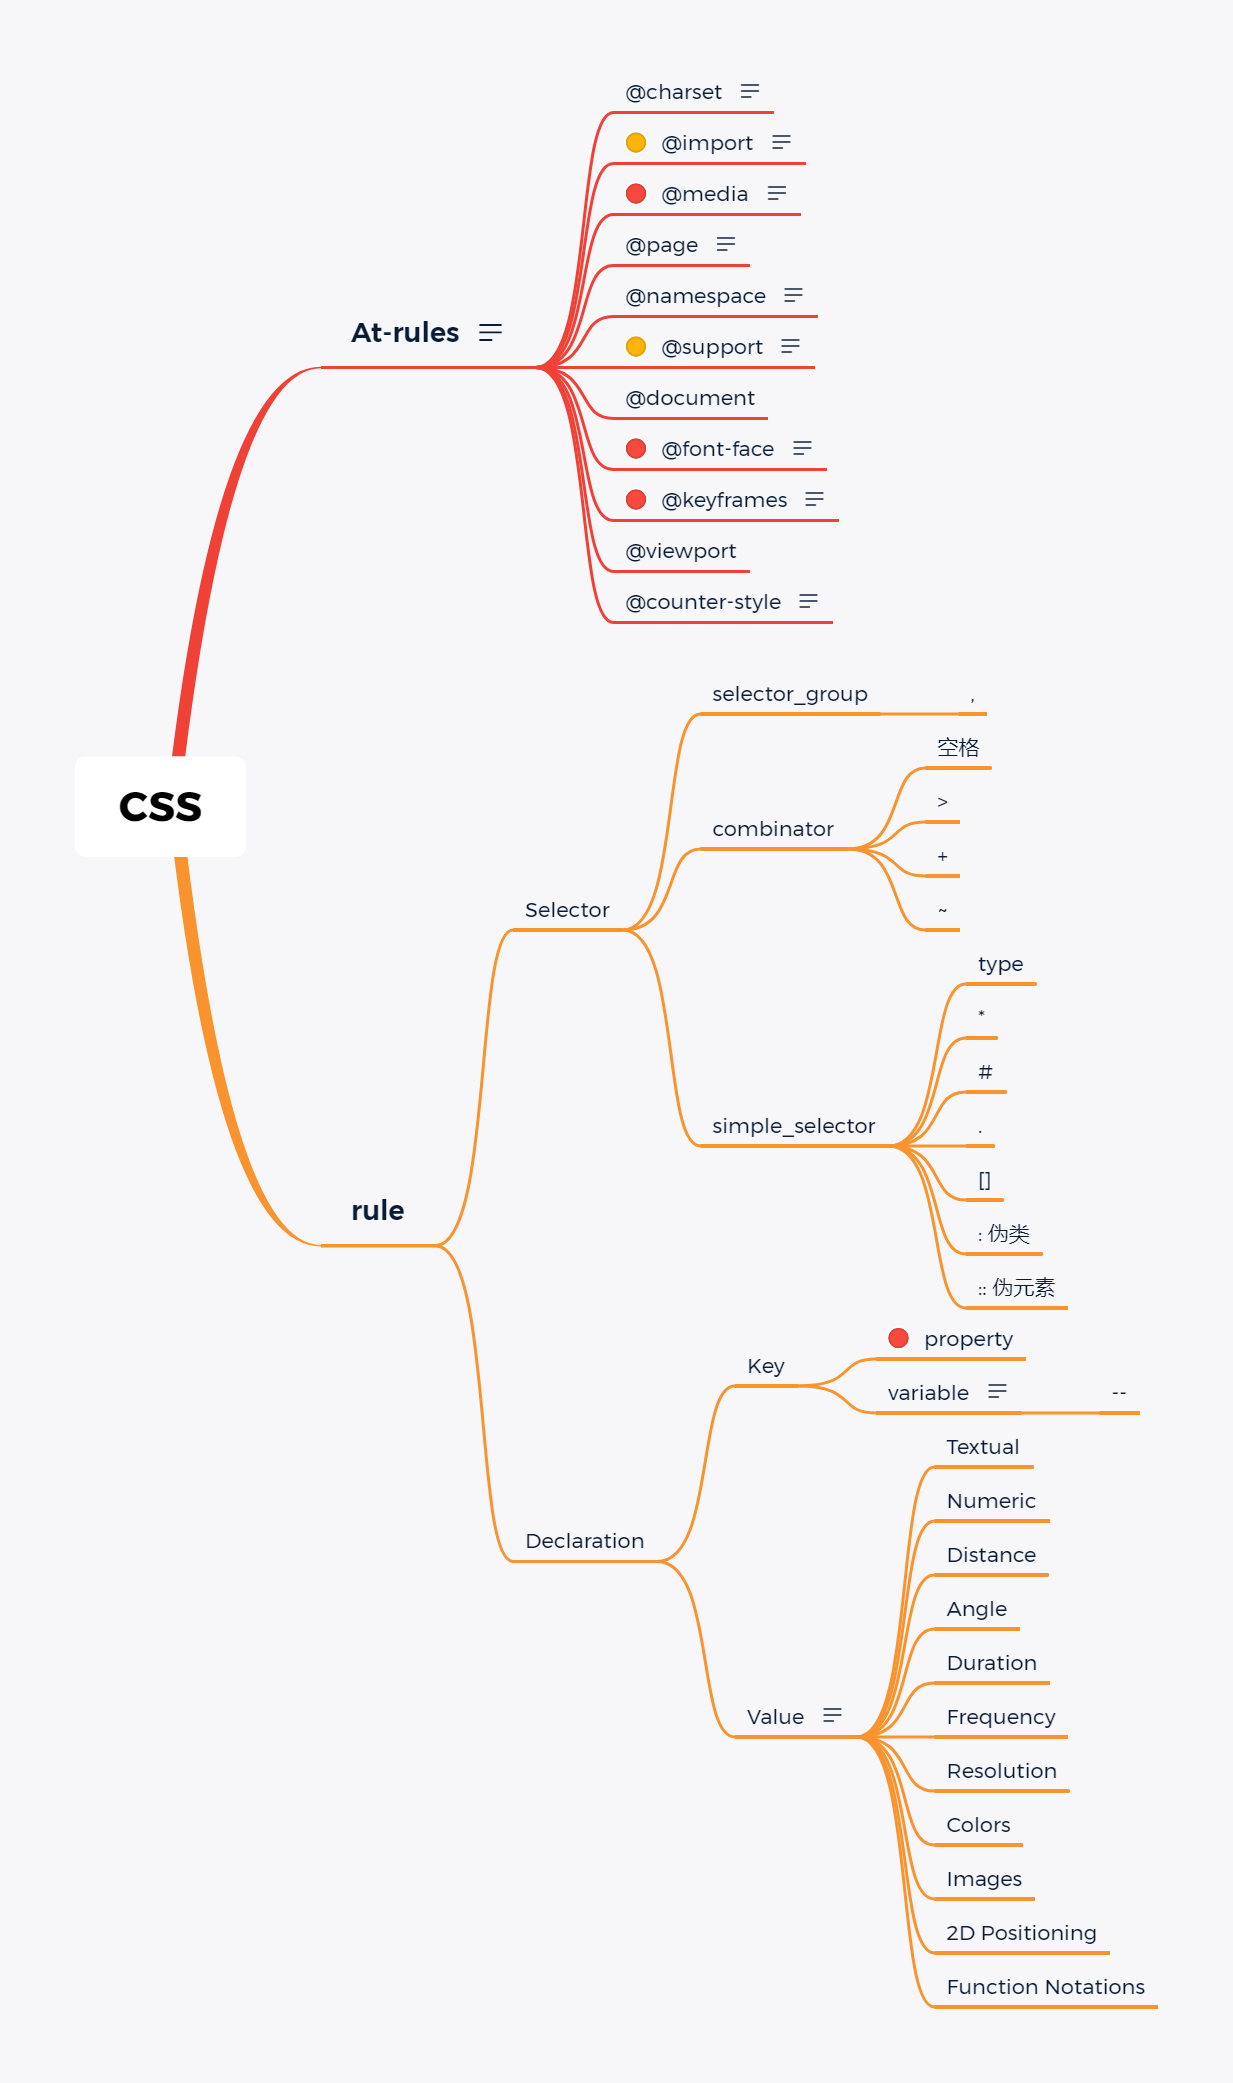 CSS
At-rules
@charset
@import
@media
@page
@namespace
@support
@document
@font-face
@keyframes
@viewport
@counter-style
rule
Selector
selector_group
,
combinator
空格
>
+
~
simple_selector
type
*
#
.
[]
: 伪类
:: 伪元素
Declaration
Key
property
variable
--
Value
Textual
Numeric
Distance
Angle
Duration
Frequency
Resolution
Colors
Images
2D Positioning
Function Notations